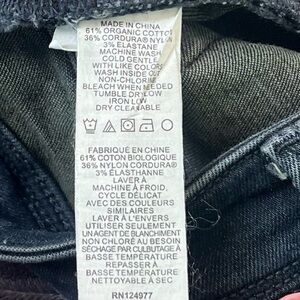 MADE IN CHINA
61% ORGANIC COTTO
36% CORDURA® NYLON
3% ELASTANE
MACHINE WASH
COLD GENTLE
WITH LIKE COLORS
WASH INSIDE OUT
NON-CHLORINE
BLEACH WHEN NEEDED
TUMBLE DRY LOW
IRON LOW
DRY CLEANABLE
FABRIQUÉ EN CHINE
61% COTON BIOLOGIQUE
36% NYLON CORDURA®
3% ÉLASTHANNE
LAVER À
MACHINE À FROID,
CYCLE DÉLICAT
AVEC DES COULEURS
SIMILAIRES
LAVER À L'ENVERS
UTILISER SEULEMENT
UN AGENT DE BLANCHIMENT
NON CHLORÉ AU BESOIN
SÉCHAGE PAR CULBUTAGE À
BASSE TEMPÉRATURE
REPASSER À
BASSE TEMPÉRATURE
NETTOYABLE À SEC
RN124977